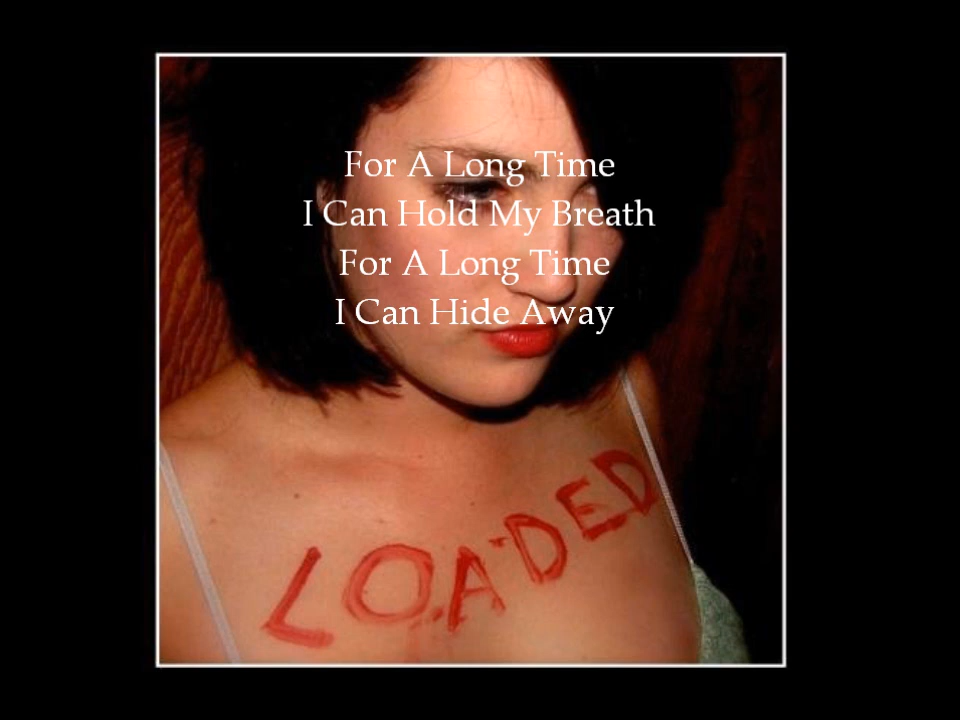 For A Long Time
I Can Hold My Breath
For A Long Time
I Can Hide Away
LOADED